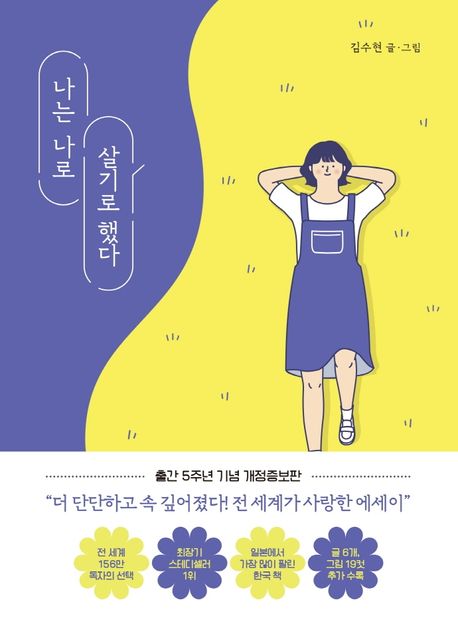 김수현 글·그림
나는 나로
살기로 했다
출간 5주년 기념 개정증보판
“더 단단하고 속 깊어졌다! 전 세계가 사랑한 에세이”
전 세계
156만
독자의 선택
최장기
스테디셀러
1위
일본에서
가장 많이 팔린
한국 책
글 6개,
그림 19컷
추가 수록